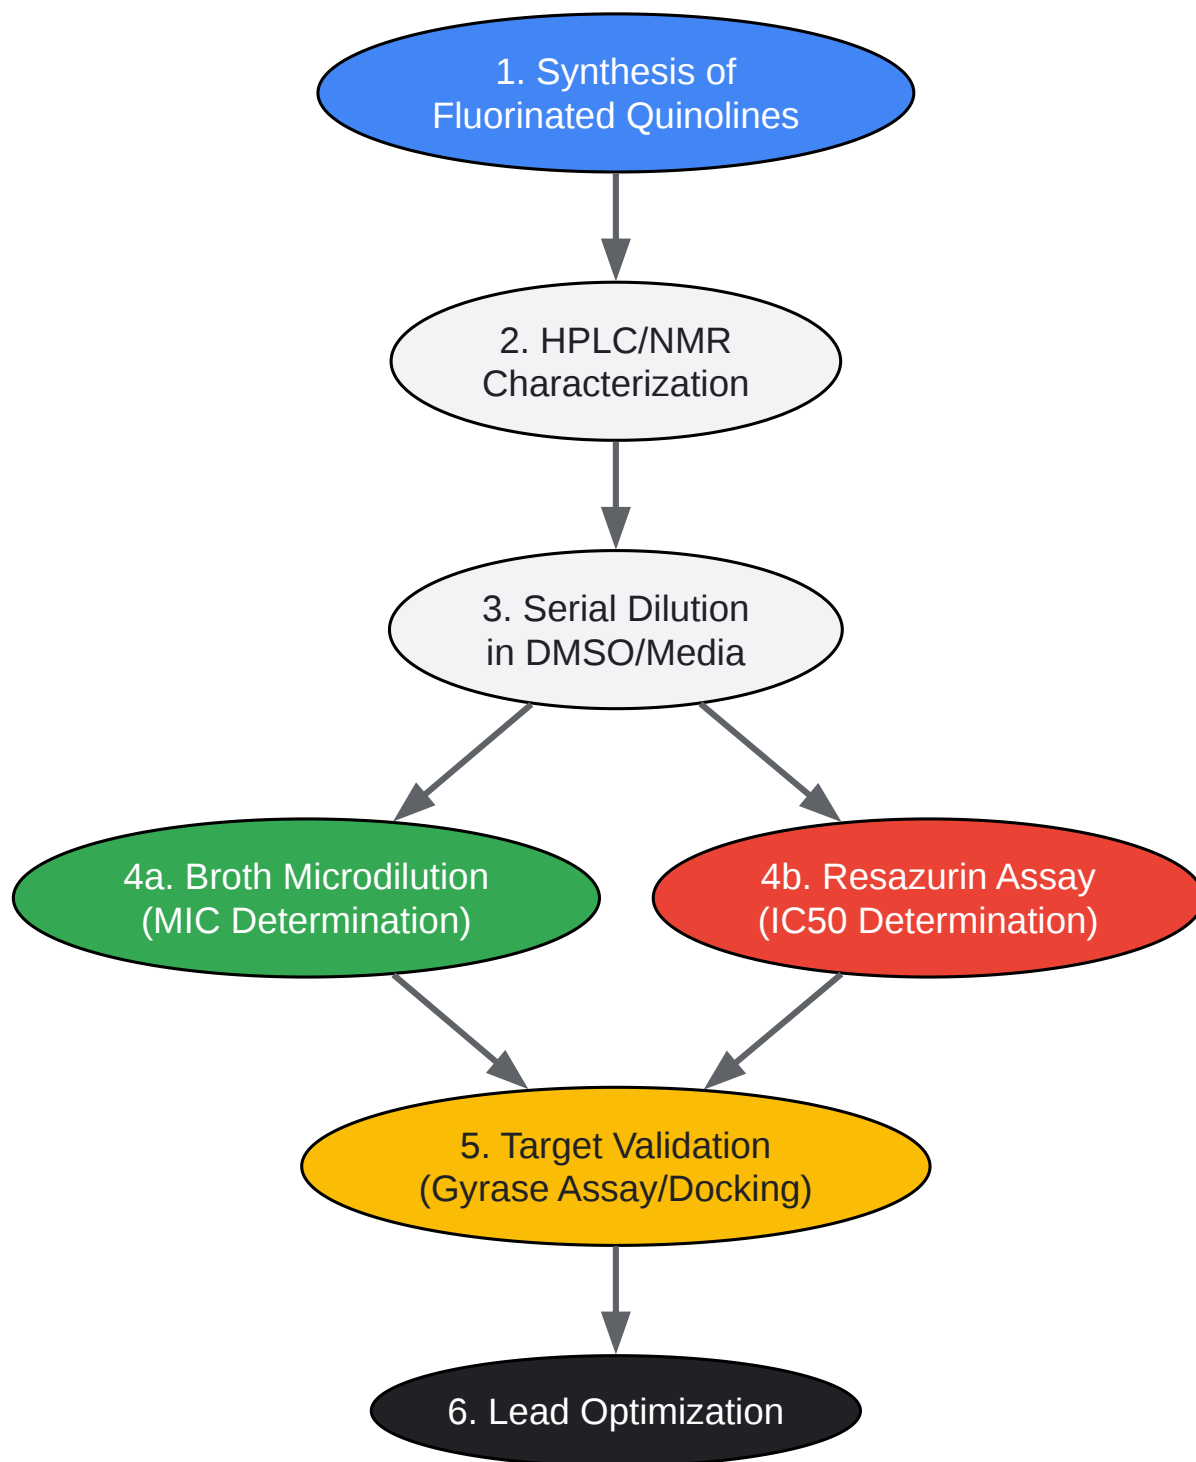 1. Synthesis of
Fluorinated Quinolines
2. HPLC/NMR
Characterization
3. Serial Dilution
in DMSO/Media
4a. Broth Microdilution
(MIC Determination)
4b. Resazurin Assay
(IC50 Determination)
5. Target Validation
(Gyrase Assay/Docking)
6. Lead Optimization